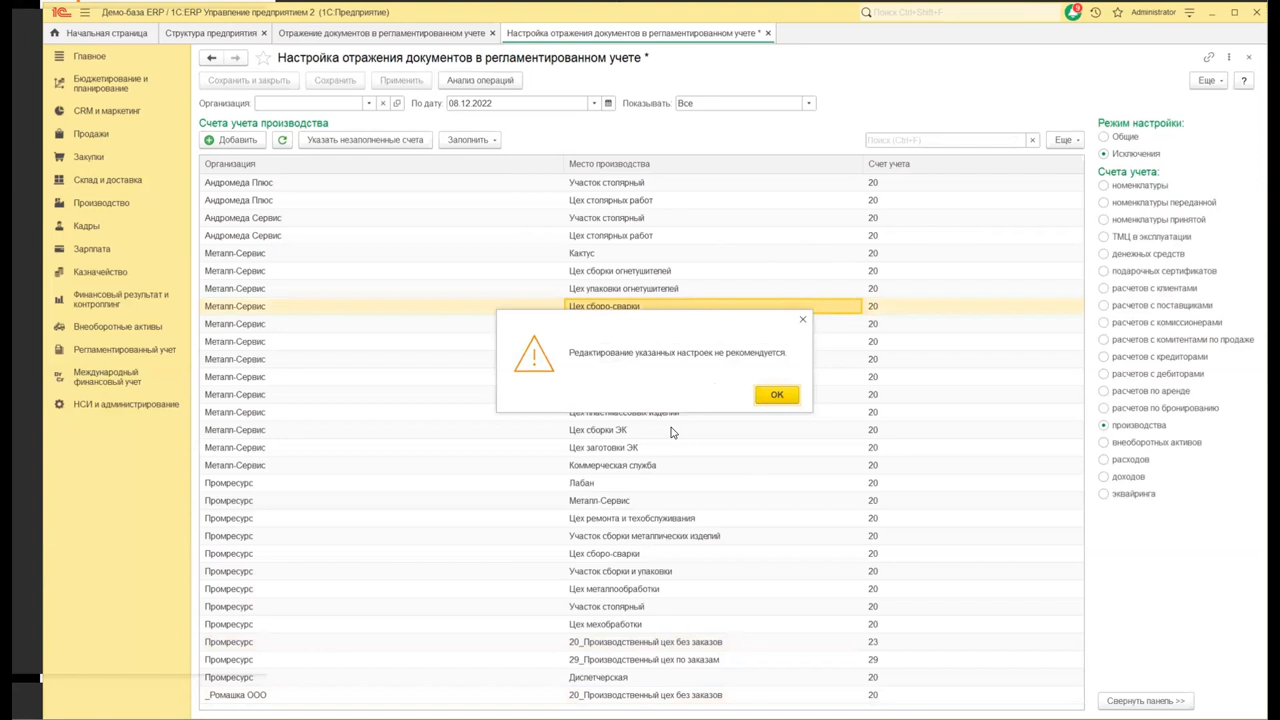 1С Демо-база ERP / 1С:ERP Управление предприятием 2 (1С:Предприятие)
Поиск Ctrl+Shift+F
Administrator
Начальная страница
Структура предприятия ×
Отражение документов в регламентированном учете ×
Настройка отражения документов в регламентированном учете * ×
Главное
Бюджетирование и
планирование
CRM и маркетинг
Продажи
Закупки
Склад и доставка
Производство
Кадры
Зарплата
Казначейство
Финансовый результат и
контроллинг
Внеоборотные активы
Регламентированный учет
Международный
финансовый учет
НСИ и администрирование
Настройка отражения документов в регламентированном учете *
Сохранить и закрыть
Сохранить
Применить
Анализ операций
Еще
?
Организация:
По дату: 08.12.2022
Показывать: Все
Счета учета производства
Добавить
Указать незаполненные счета
Заполнить
Поиск (Ctrl+F)
Еще
Организация Место производства Счет учета
Андромеда Плюс Участок столярный 20
Андромеда Плюс Цех столярных работ 20
Андромеда Сервис Участок столярный 20
Андромеда Сервис Цех столярных работ 20
Металл-Сервис Кактус 20
Металл-Сервис Цех сборки огнетушителей 20
Металл-Сервис Цех упаковки огнетушителей 20
Металл-Сервис Цех сборо-сварки 20
Металл-Сервис 20
Металл-Сервис 20
Металл-Сервис 20
Металл-Сервис 20
Металл-Сервис 20
Металл-Сервис Цех пластмассовых изделий 20
Металл-Сервис Цех сборки ЭК 20
Металл-Сервис Цех заготовки ЭК 20
Металл-Сервис Коммерческая служба 20
Промресурс Лабан 20
Промресурс Металл-Сервис 20
Промресурс Цех ремонта и техобслуживания 20
Промресурс Участок сборки металлических изделий 20
Промресурс Цех сборо-сварки 20
Промресурс Участок сборки и упаковки 20
Промресурс Цех металлообработки 20
Промресурс Участок столярный 20
Промресурс Цех мехобработки 20
Промресурс 20_Производственный цех без заказов 23
Промресурс 29_Производственный цех по заказам 29
Промресурс Диспетчерская 20
_Ромашка ООО 20_Производственный цех без заказов 20
Редактирование указанных настроек не рекомендуется.
OK
Режим настройки:
Общие
Исключения
Счета учета:
номенклатуры
номенклатуры переданной
номенклатуры принятой
ТМЦ в эксплуатации
денежных средств
подарочных сертификатов
расчетов с клиентами
расчетов с поставщиками
расчетов с комиссионерами
расчетов с комитентами по продаже
расчетов с кредиторами
расчетов с дебиторами
расчетов по аренде
расчетов по бронированию
производства
внеоборотных активов
расходов
доходов
эквайринга
Свернуть панель >>